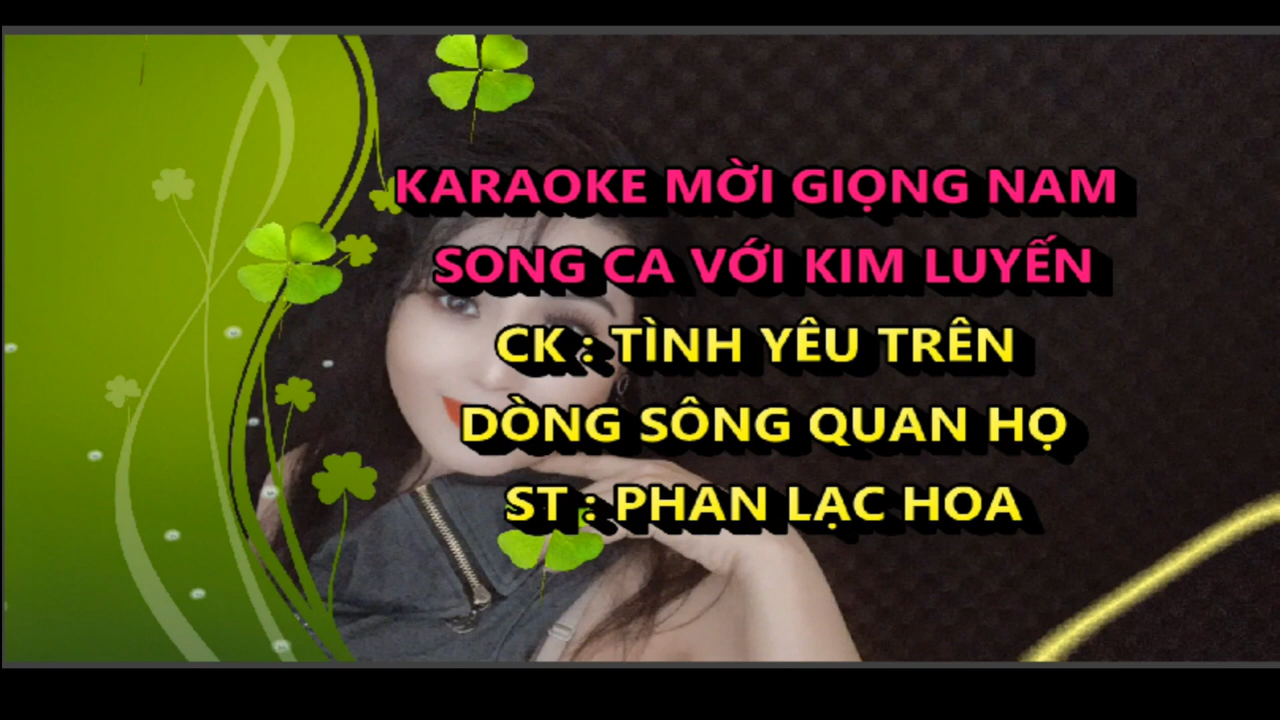 KARAOKE MỜI GIỌNG NAM
SONG CA VỚI KIM LUYẾN
CK : TÌNH YÊU TRÊN
DÒNG SÔNG QUAN HỌ
ST : PHAN LẠC HOA